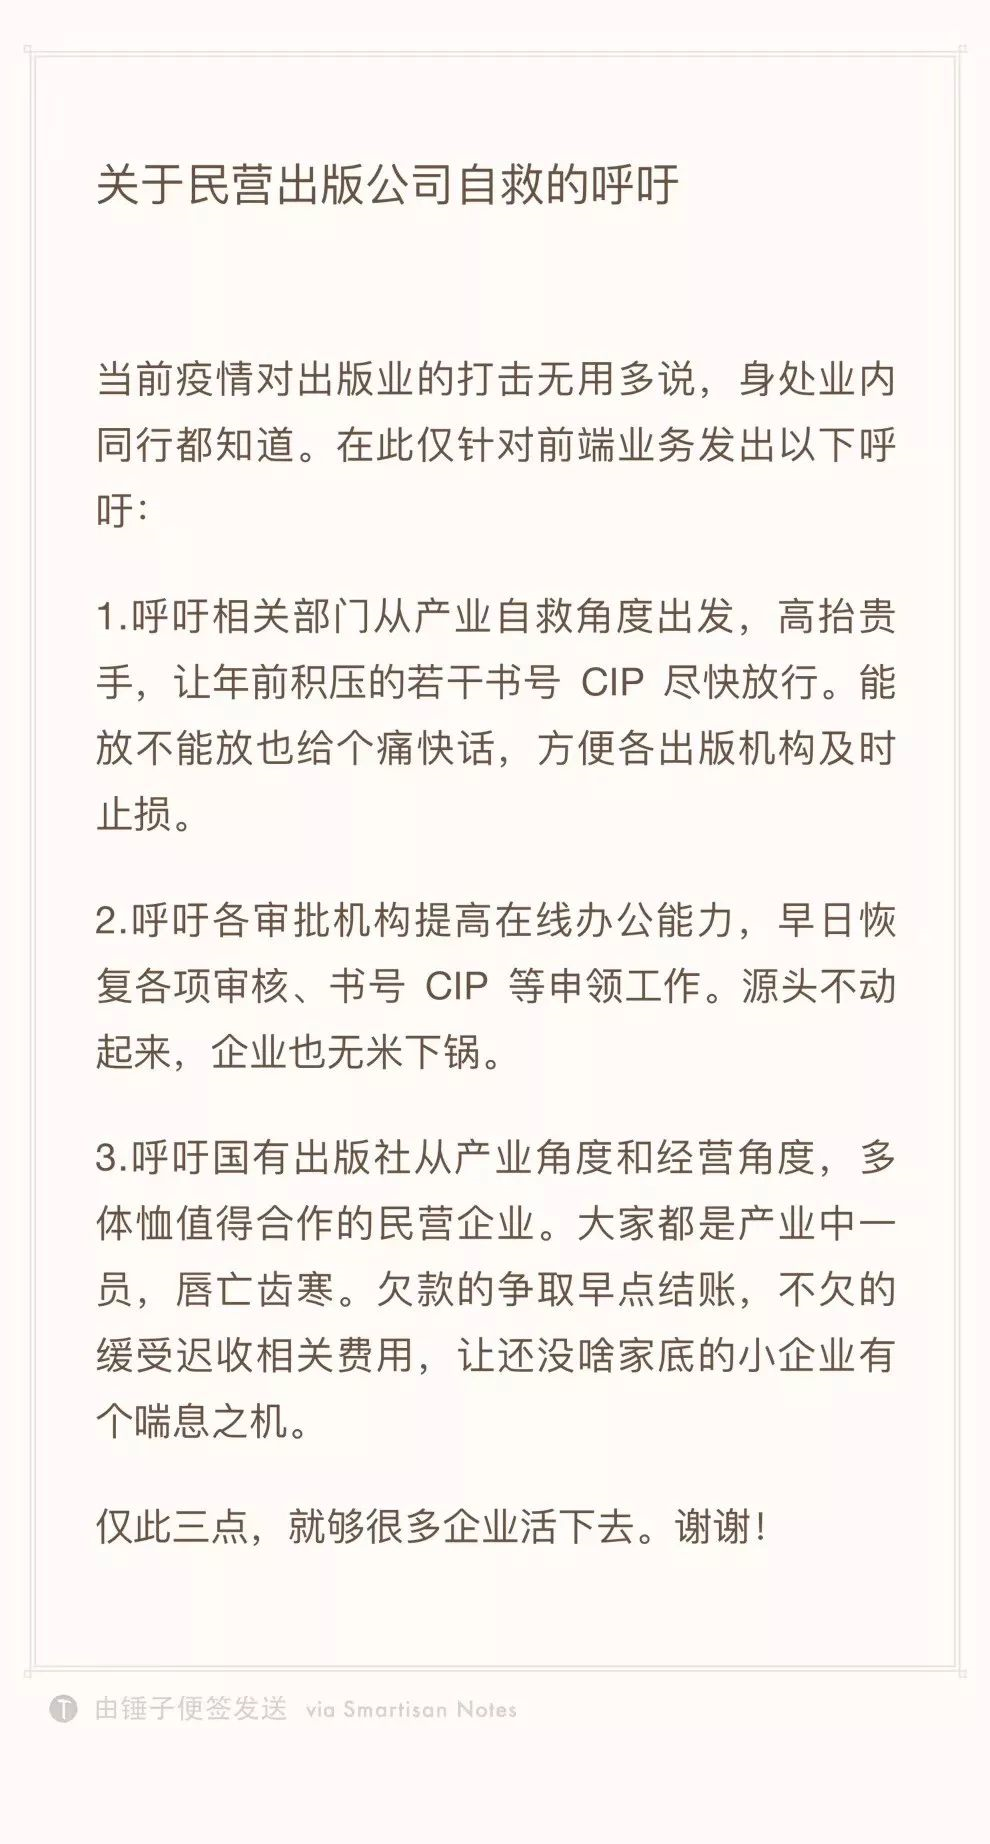 关于民营出版公司自救的呼吁
当前疫情对出版业的打击无用多说，身处业内
同行都知道。在此仅针对前端业务发出以下呼
吁：
1.呼吁相关部门从产业自救角度出发，高抬贵
手，让年前积压的若干书号 CIP 尽快放行。能
放不能放也给个痛快话，方便各出版机构及时
止损。
2.呼吁各审批机构提高在线办公能力，早日恢
复各项审核、书号 CIP 等申领工作。源头不动
起来，企业也无米下锅。
3.呼吁国有出版社从产业角度和经营角度，多
体恤值得合作的民营企业。大家都是产业中一
员，唇亡齿寒。欠款的争取早点结账，不欠的
缓受迟收相关费用，让还没啥家底的小企业有
个喘息之机。
仅此三点，就够很多企业活下去。谢谢！
由锤子便签发送 via Smartisan Notes